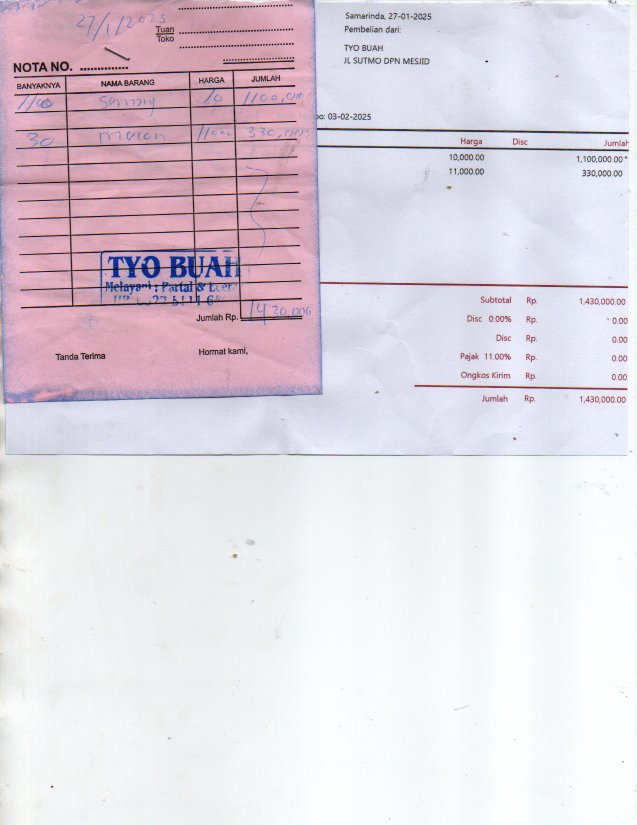 27/1/2025
Tuan
Toko
NOTA NO. ..............
BANYAKNYA NAMA BARANG HARGA JUMLAH
10 1100,000
30 melon 11000 330,000
TYO BUAH
Melayani : Partai &
Jumlah Rp. 1430,000
Tanda Terima Hormat kami,
Samarinda, 27-01-2025
Pembelian dari:
TYO BUAH
JL SUTMO DPN MESJID
03-02-2025
Harga Disc Jumlah
10,000.00 1,100,000.00
11,000.00 330,000.00
Subtotal Rp. 1,430,000.00
Disc 0.00% Rp. 0.00
Disc Rp. 0.00
Pajak 11.00% Rp. 0.00
Ongkos Kirim Rp. 0.00
Jumlah Rp. 1,430,000.00